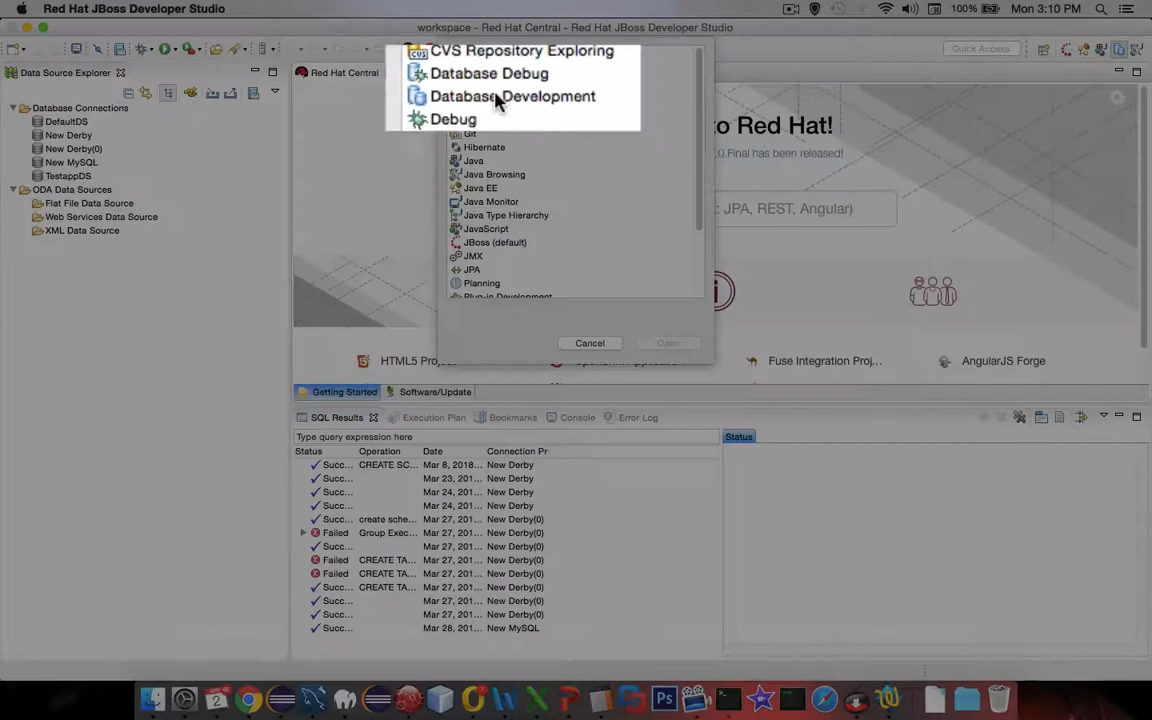 Red Hat JBoss Developer Studio
100%
Mon 3:10 PM
workspace - Red Hat Central - Red Hat JBoss Developer Studio
Quick Access
Data Source Explorer
Red Hat Central
CVS Repository Exploring
Database Debug
Database Development
Debug
Git
Hibernate
Java
Java Browsing
Java EE
Java Monitor
Java Type Hierarchy
JavaScript
JBoss (default)
JMX
JPA
Planning
Plug-in Development
Cancel
Open
Database Connections
DefaultDS
New Derby
New Derby(0)
New MySQL
TestappDS
ODA Data Sources
Flat File Data Source
Web Services Data Source
XML Data Source
to Red Hat!
.0.Final has been released!
: JPA, REST, Angular)
HTML5 Proj
Fuse Integration Proj...
AngularJS Forge
Getting Started
Software/Update
SQL Results
Execution Plan
Bookmarks
Console
Error Log
Type query expression here
Status
Status Operation Date Connection Pr
Succ... CREATE SC... Mar 8, 2018... New Derby
Succ... Mar 23, 201... New Derby
Succ... Mar 24, 201... New Derby
Succ... Mar 24, 201... New Derby
Succ... create sche... Mar 27, 201... New Derby(0)
Failed Group Exec... Mar 27, 201... New Derby(0)
Succ... Mar 27, 201... New Derby(0)
Failed CREATE TA... Mar 27, 201... New Derby(0)
Failed CREATE TA... Mar 27, 201... New Derby(0)
Succ... CREATE TA... Mar 27, 201... New Derby(0)
Succ... Mar 27, 201... New Derby(0)
Succ... Mar 27, 201... New Derby(0)
Succ... Mar 28, 201... New MySQL
2
Ps